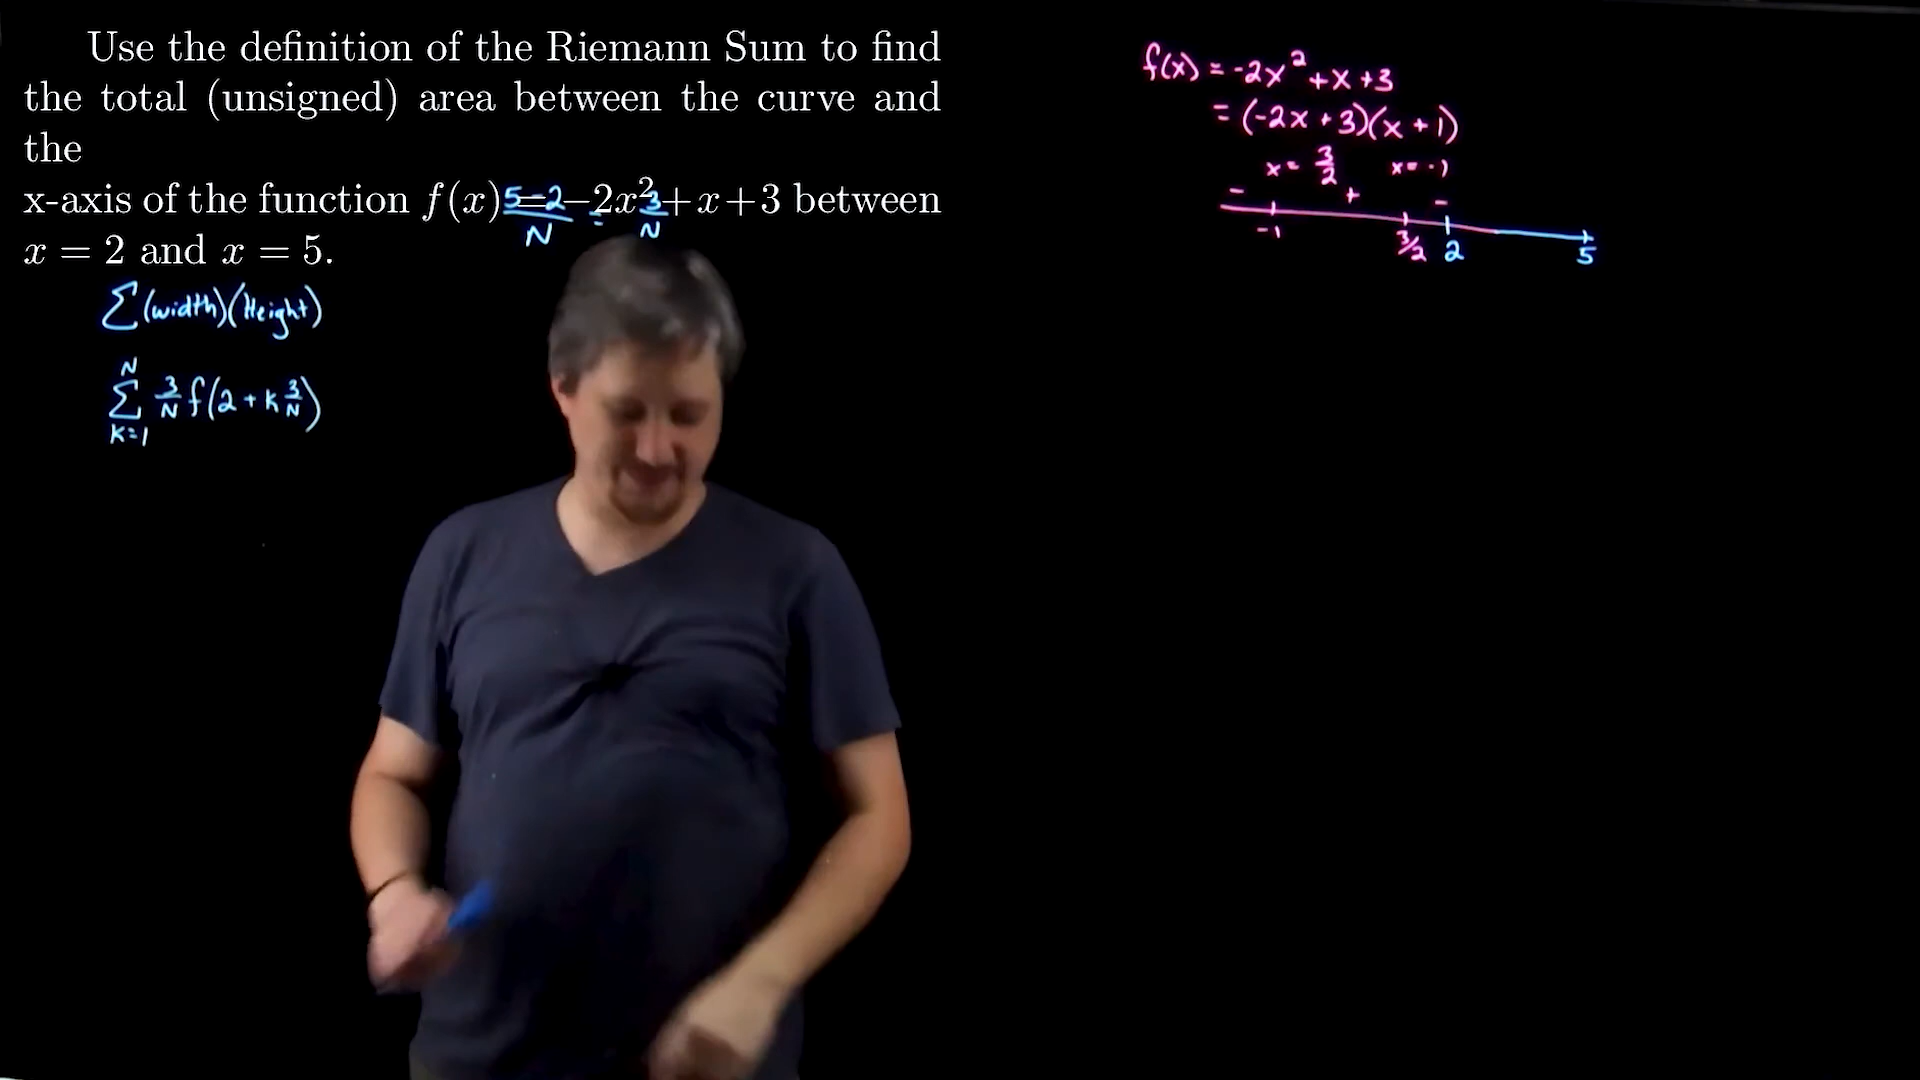 Use the definition of the Riemann Sum to find
the total (unsigned) area between the curve and
the
x-axis of the function f(x) = −2x²+x+3 between
x = 2 and x = 5.
5-2/N = 3/N
Σ(width)(Height)
N
Σ 3/N f(2 + k 3/N)
k=1
f(x) = -2x² + x + 3
= (-2x + 3)(x + 1)
x = 3/2 x = -1
- + -
-1 3/2 2 5